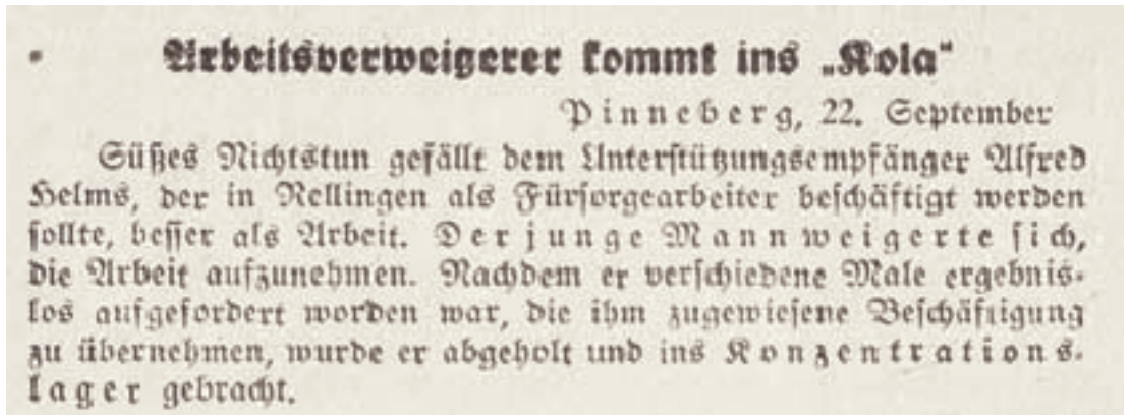 Arbeitsverweigerer kommt ins „Kola“
Pinneberg, 22. September
Süßes Nichtstun gefällt dem Unterstützungsempfänger Alfred
Helms, der in Rellingen als Fürsorgearbeiter beschäftigt werden
sollte, besser als Arbeit. Der junge Mann weigerte sich,
die Arbeit aufzunehmen. Nachdem er verschiedene Male ergebnis-
los aufgefordert worden war, die ihm zugewiesene Beschäftigung
zu übernehmen, wurde er abgeholt und ins Konzentrations-
lager gebracht.